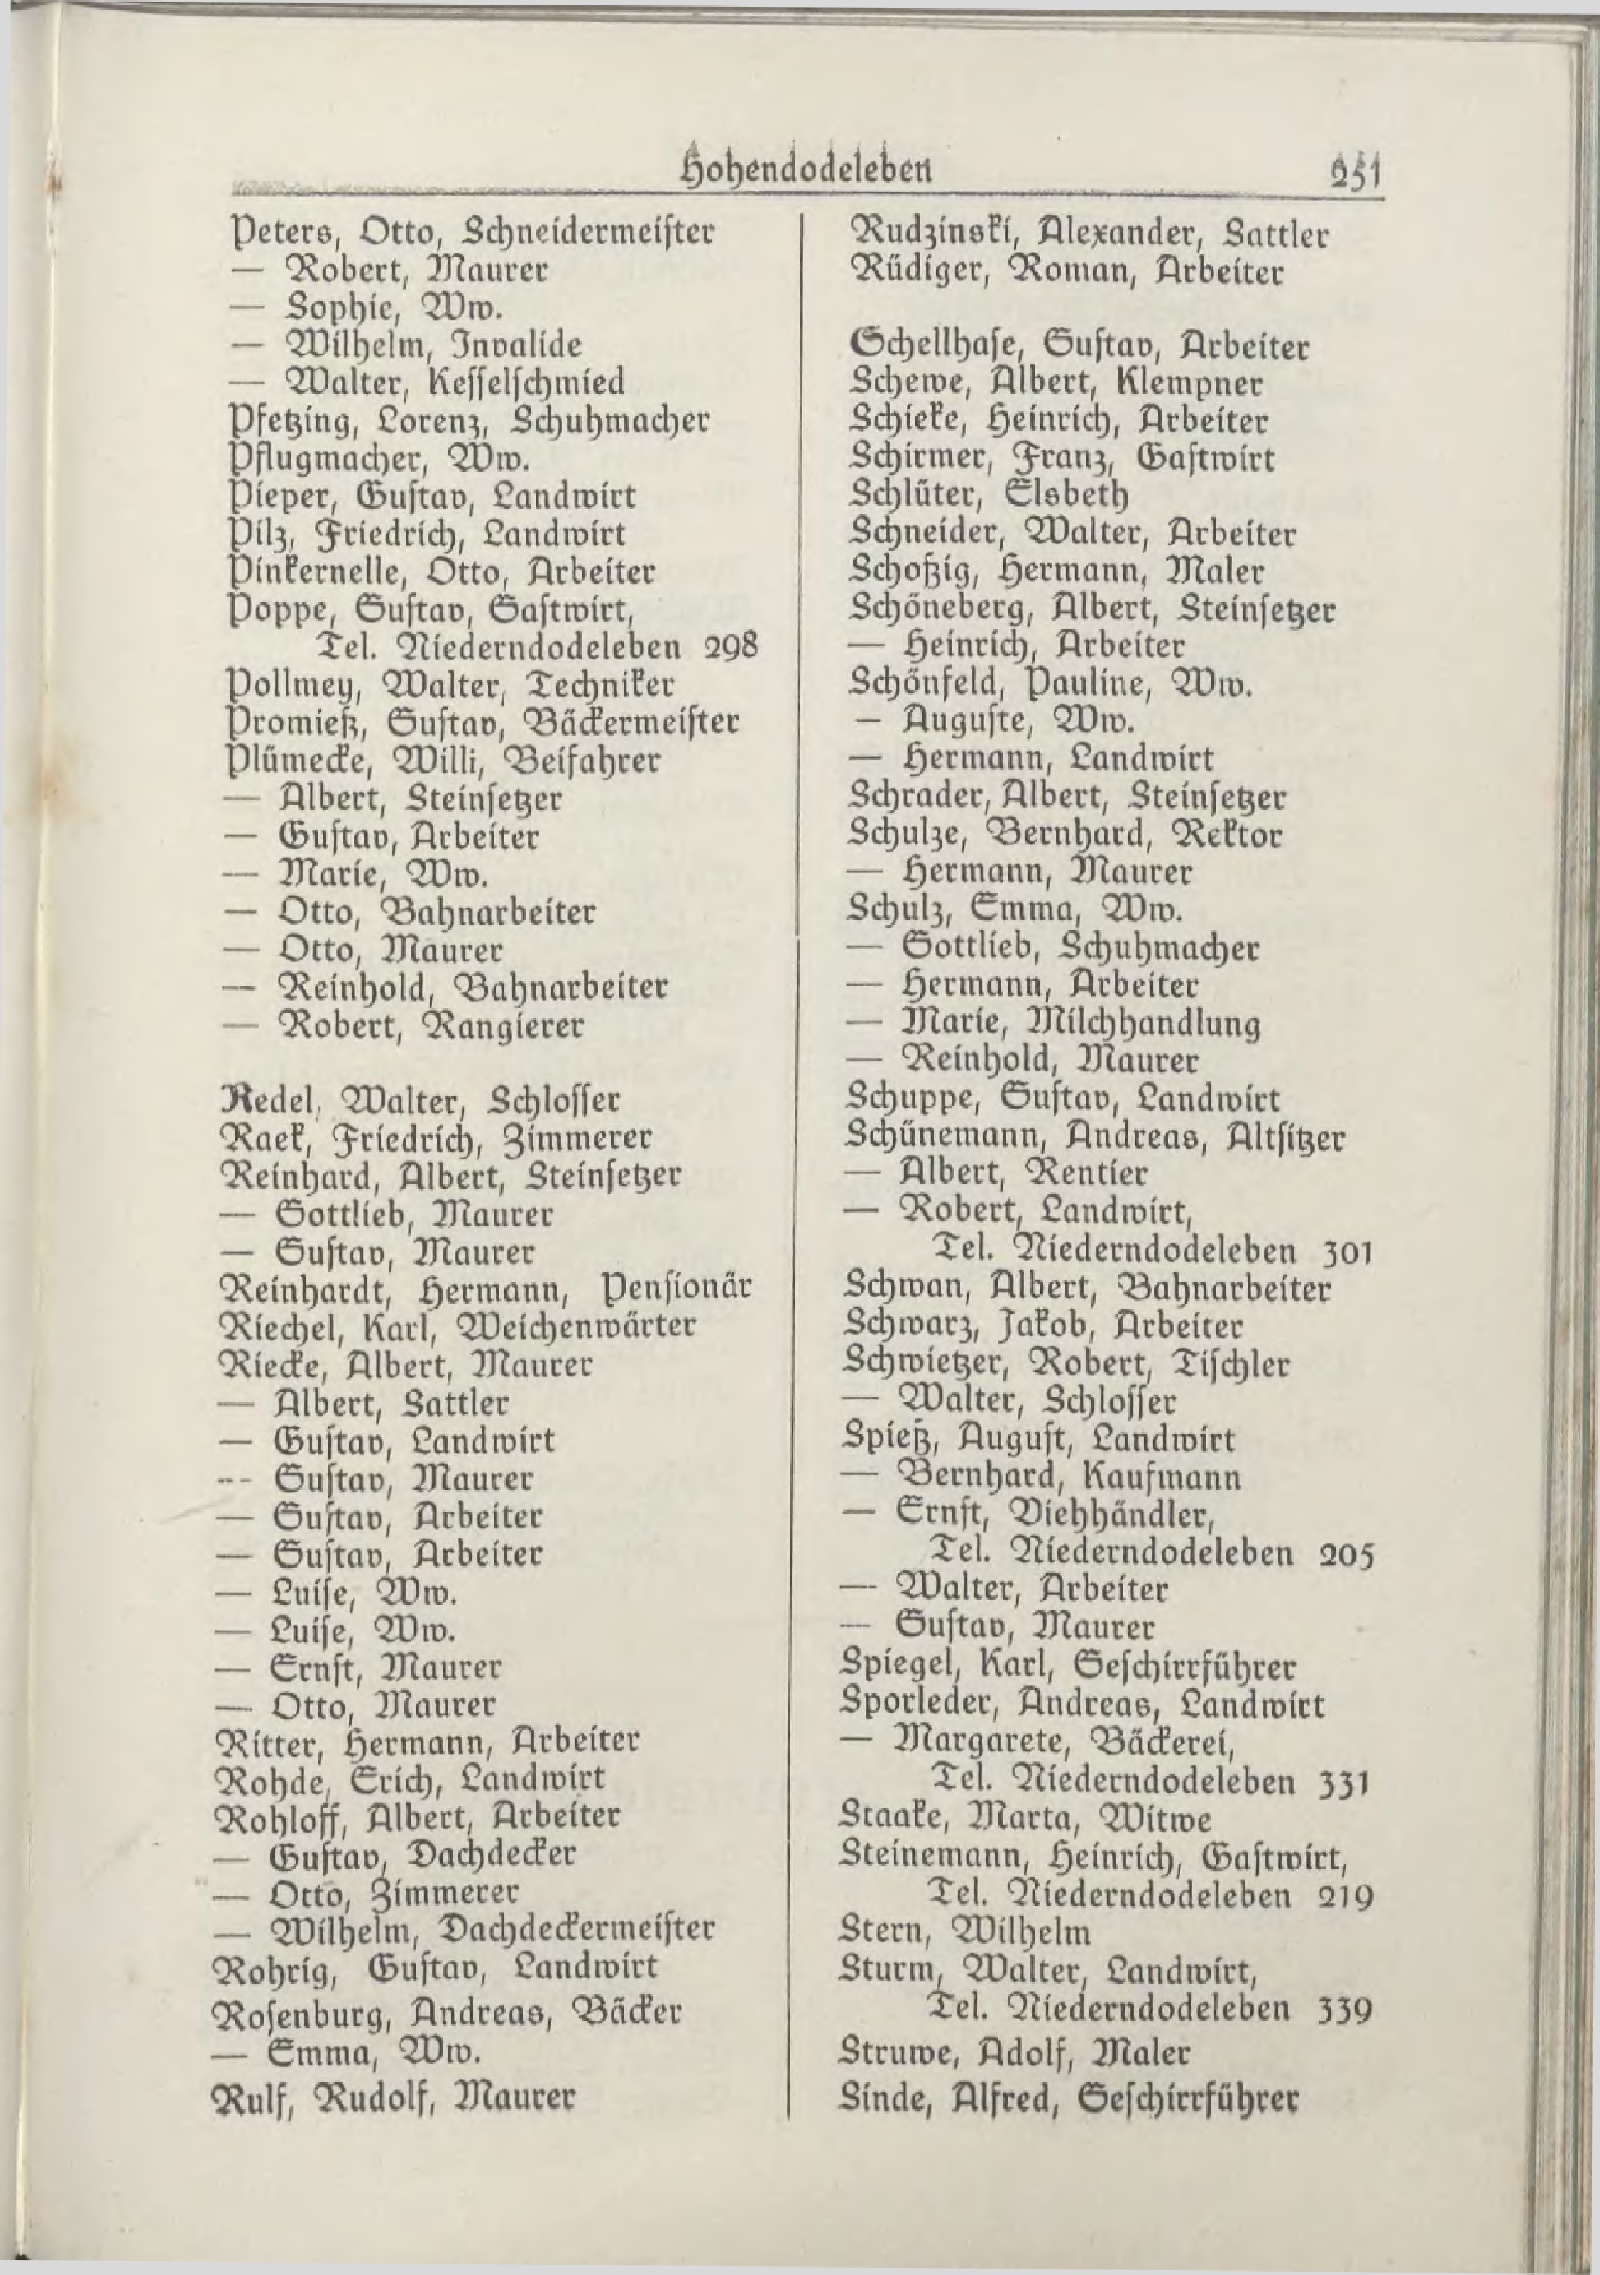 Hohendodeleben
251
Peters, Otto, Schneidermeister
— Robert, Maurer
— Sophie, Ww.
— Wilhelm, Invalide
— Walter, Kesselschmied
Pfetzing, Lorenz, Schuhmacher
Pflugmacher, Ww.
Pieper, Gustav, Landwirt
Pilz, Friedrich, Landwirt
Pinkernelle, Otto, Arbeiter
Poppe, Gustav, Gastwirt,
Tel. Niederndodeleben 298
Pollmey, Walter, Techniker
Promieß, Gustav, Bäckermeister
Plümecke, Willi, Beifahrer
— Albert, Steinsetzer
— Gustav, Arbeiter
— Marie, Ww.
— Otto, Bahnarbeiter
— Otto, Maurer
— Reinhold, Bahnarbeiter
— Robert, Rangierer
Redel, Walter, Schlosser
Raek, Friedrich, Zimmerer
Reinhard, Albert, Steinsetzer
— Gottlieb, Maurer
— Gustav, Maurer
Reinhardt, Hermann, Pensionär
Riechel, Karl, Weichenwärter
Riecke, Albert, Maurer
— Albert, Sattler
— Gustav, Landwirt
— Gustav, Maurer
— Gustav, Arbeiter
— Gustav, Arbeiter
— Luise, Ww.
— Luise, Ww.
— Ernst, Maurer
— Otto, Maurer
Ritter, Hermann, Arbeiter
Rohde, Erich, Landwirt
Rohloff, Albert, Arbeiter
— Gustav, Dachdecker
— Otto, Zimmerer
— Wilhelm, Dachdeckermeister
Rohrig, Gustav, Landwirt
Rosenburg, Andreas, Bäcker
— Emma, Ww.
Rulf, Rudolf, Maurer
Rudzinski, Alexander, Sattler
Rüdiger, Roman, Arbeiter
Schellhase, Gustav, Arbeiter
Schewe, Albert, Klempner
Schieke, Heinrich, Arbeiter
Schirmer, Franz, Gastwirt
Schlüter, Elsbeth
Schneider, Walter, Arbeiter
Schoßig, Hermann, Maler
Schöneberg, Albert, Steinsetzer
— Heinrich, Arbeiter
Schönfeld, Pauline, Ww.
— Auguste, Ww.
— Hermann, Landwirt
Schrader, Albert, Steinsetzer
Schulze, Bernhard, Rektor
— Hermann, Maurer
Schulz, Emma, Ww.
— Gottlieb, Schuhmacher
— Hermann, Arbeiter
— Marie, Milchhandlung
— Reinhold, Maurer
Schuppe, Gustav, Landwirt
Schünemann, Andreas, Altsitzer
— Albert, Rentier
— Robert, Landwirt,
Tel. Niederndodeleben 301
Schwan, Albert, Bahnarbeiter
Schwarz, Jakob, Arbeiter
Schwietzer, Robert, Tischler
— Walter, Schlosser
Spieß, August, Landwirt
— Bernhard, Kaufmann
— Ernst, Viehhändler,
Tel. Niederndodeleben 205
— Walter, Arbeiter
— Gustav, Maurer
Spiegel, Karl, Geschirrführer
Sporleder, Andreas, Landwirt
— Margarete, Bäckerei,
Tel. Niederndodeleben 331
Staake, Marta, Witwe
Steinemann, Heinrich, Gastwirt,
Tel. Niederndodeleben 219
Stern, Wilhelm
Sturm, Walter, Landwirt,
Tel. Niederndodeleben 339
Struwe, Adolf, Maler
Sinde, Alfred, Geschirrführer